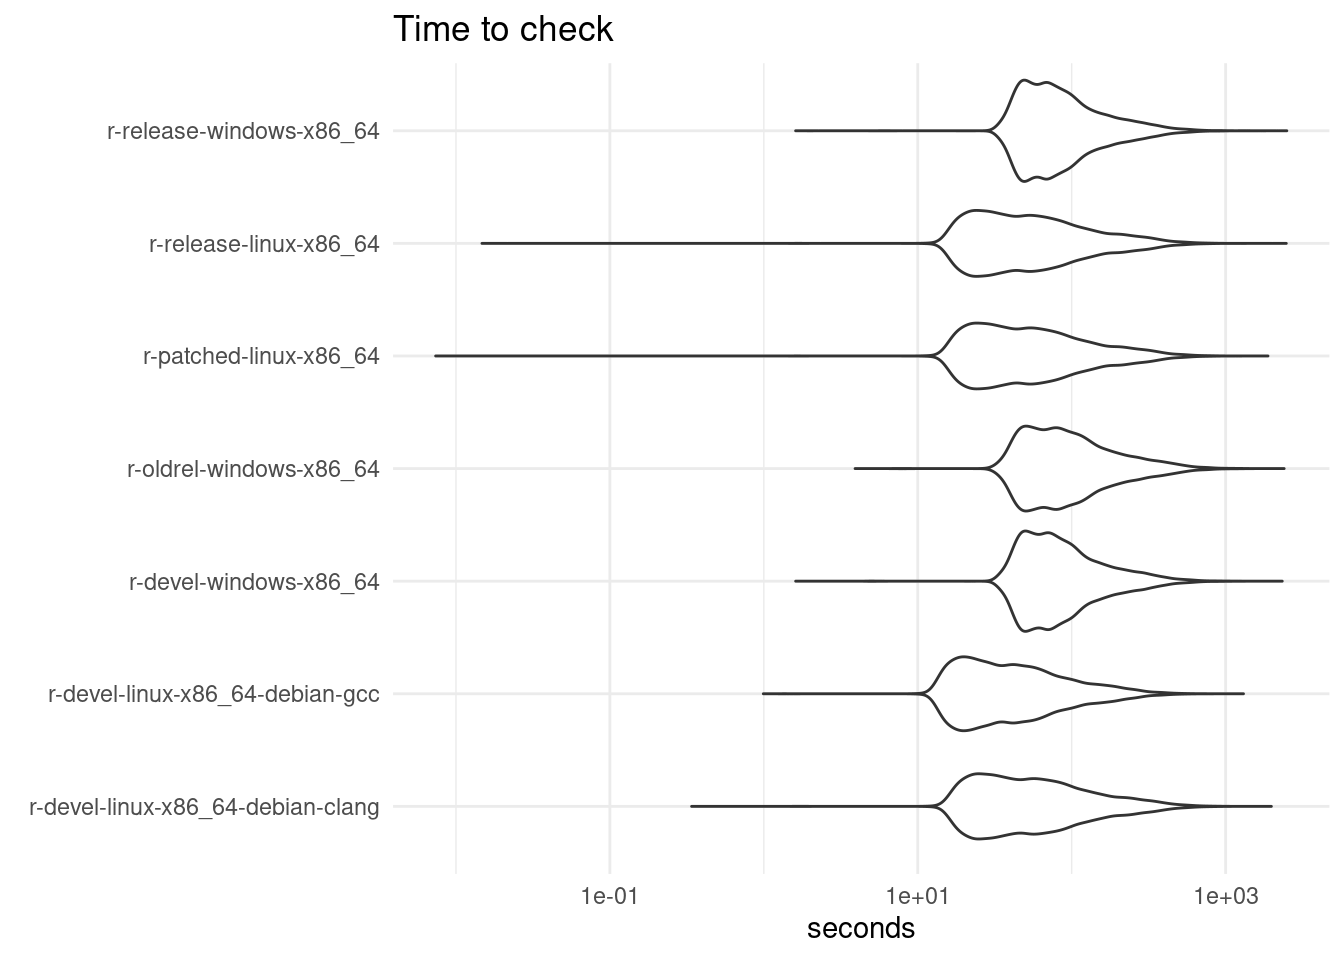 Time to check
r-release-windows-x86_64
r-release-linux-x86_64
r-patched-linux-x86_64
r-oldrel-windows-x86_64
r-devel-windows-x86_64
r-devel-linux-x86_64-debian-gcc
r-devel-linux-x86_64-debian-clang
1e-01 1e+01 1e+03
seconds